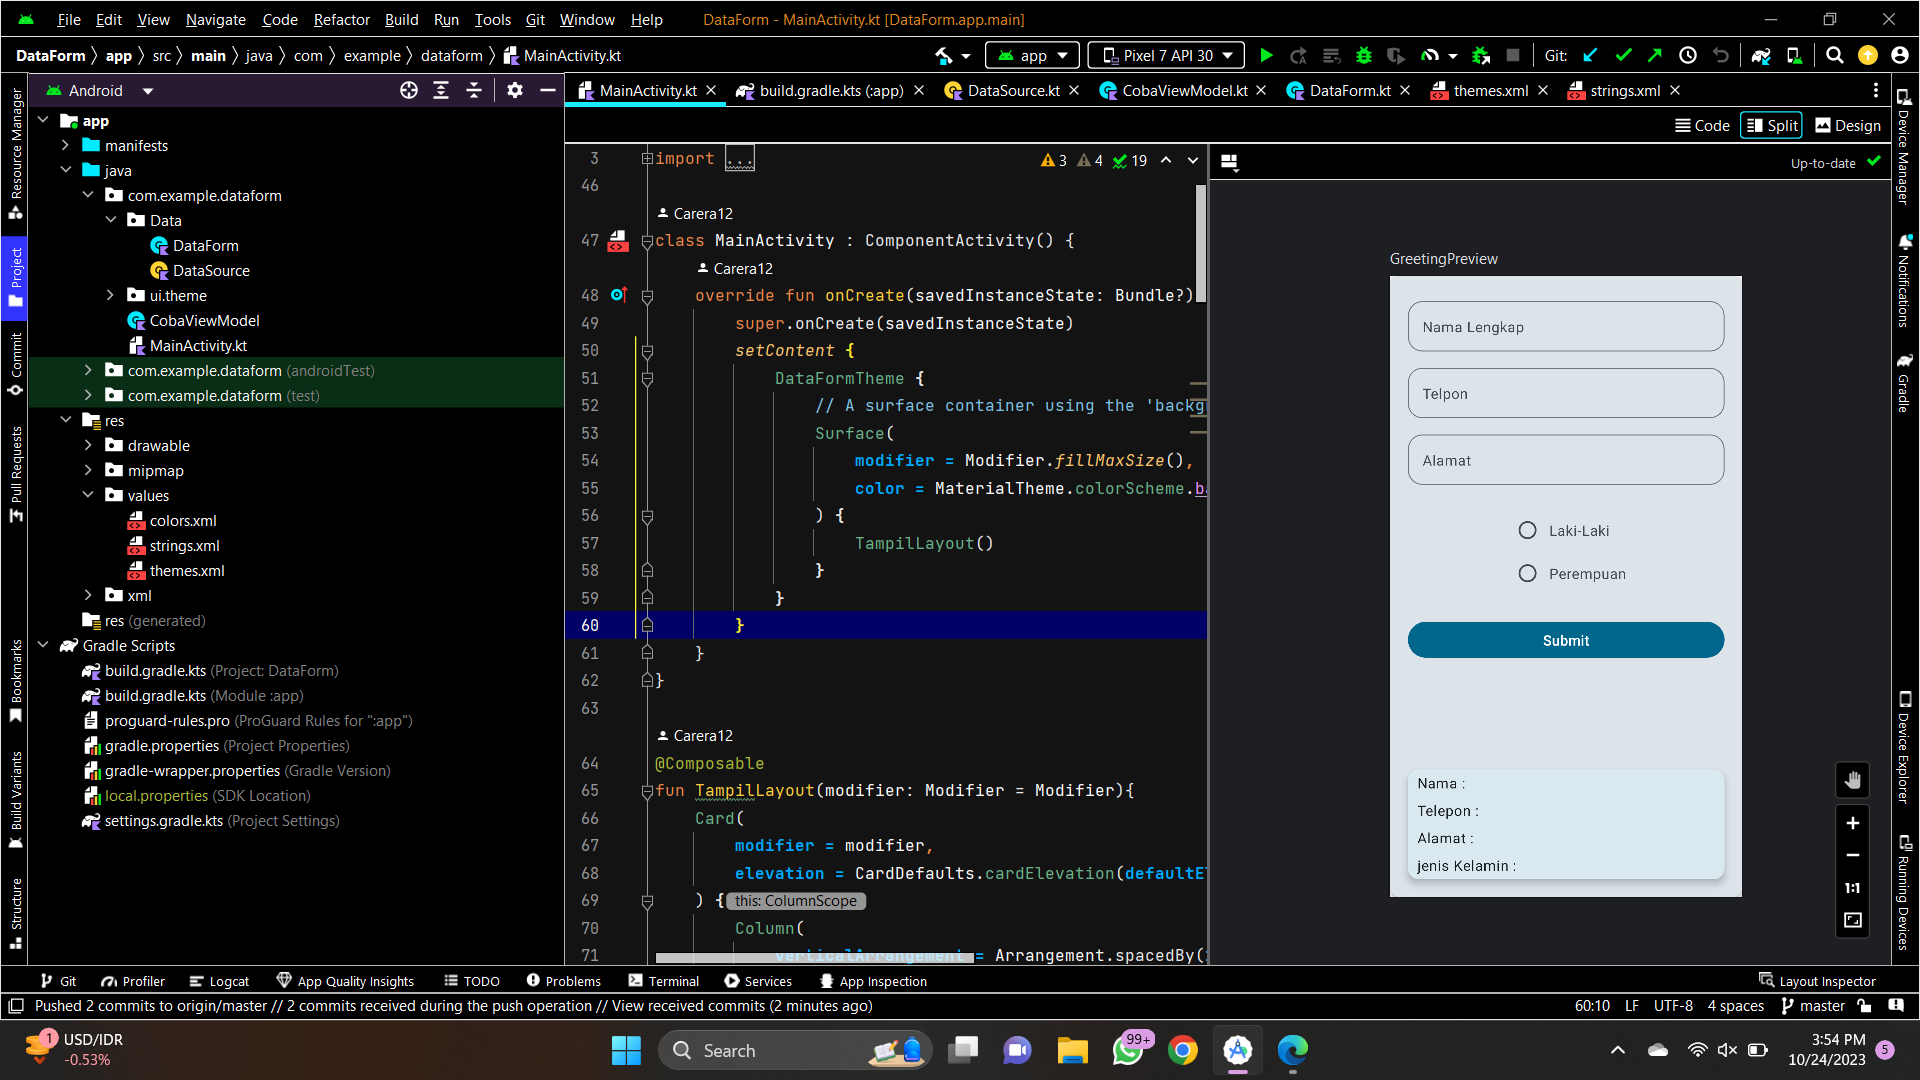 File Edit View Navigate Code Refactor Build Run Tools Git Window Help DataForm - MainActivity.kt [DataForm.app.main]
DataForm app src main java com example dataform MainActivity.kt app Pixel 7 API 30 Git:
Android
MainActivity.kt build.gradle.kts (:app) DataSource.kt CobaViewModel.kt DataForm.kt themes.xml strings.xml
Code Split Design
Resource Manager
Project
Commit
Pull Requests
Bookmarks
Build Variants
Structure
app
manifests
java
com.example.dataform
Data
DataForm
DataSource
ui.theme
CobaViewModel
MainActivity.kt
com.example.dataform (androidTest)
com.example.dataform (test)
res
drawable
mipmap
values
colors.xml
strings.xml
themes.xml
xml
res (generated)
Gradle Scripts
build.gradle.kts (Project: DataForm)
build.gradle.kts (Module :app)
proguard-rules.pro (ProGuard Rules for ":app")
gradle.properties (Project Properties)
gradle-wrapper.properties (Gradle Version)
local.properties (SDK Location)
settings.gradle.kts (Project Settings)
3 import ... 3 4 19
46
Carera12
47 class MainActivity : ComponentActivity() {
Carera12
48 override fun onCreate(savedInstanceState: Bundle?)
49 super.onCreate(savedInstanceState)
50 setContent {
51 DataFormTheme {
52 // A surface container using the 'backg
53 Surface(
54 modifier = Modifier.fillMaxSize(),
55 color = MaterialTheme.colorScheme.ba
56 ) {
57 TampilLayout()
58 }
59 }
60 }
61 }
62 }
63
Carera12
64 @Composable
65 fun TampilLayout(modifier: Modifier = Modifier){
66 Card(
67 modifier = modifier,
68 elevation = CardDefaults.cardElevation(defaultE
69 ) { this: ColumnScope
70 Column(
71 verticalArrangement = Arrangement.spacedBy(
Up-to-date
GreetingPreview
Nama Lengkap
Telpon
Alamat
Laki-Laki
Perempuan
Submit
Nama :
Telepon :
Alamat :
jenis Kelamin :
1:1
Device Manager
Notifications
Gradle
Device Explorer
Running Devices
Git Profiler Logcat App Quality Insights TODO Problems Terminal Services App Inspection Layout Inspector
Pushed 2 commits to origin/master // 2 commits received during the push operation // View received commits (2 minutes ago) 60:10 LF UTF-8 4 spaces master
1 USD/IDR
-0.53%
Search
99+
3:54 PM
10/24/2023
5